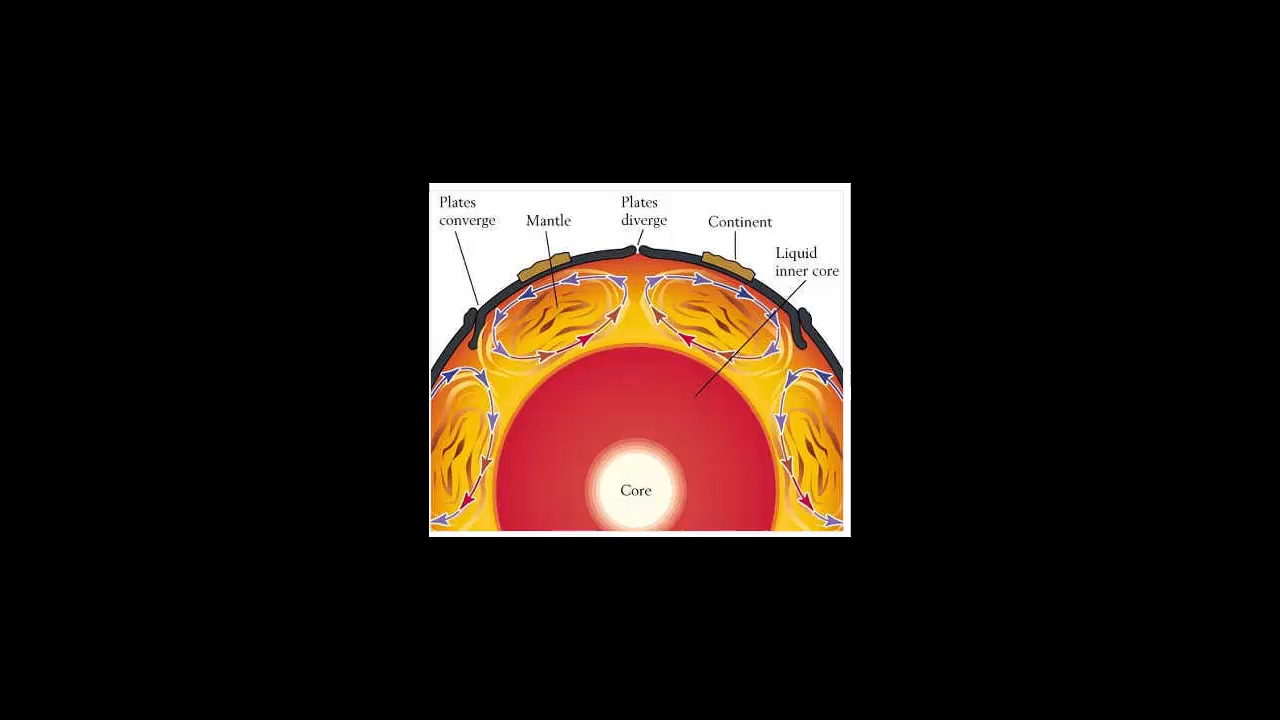 Plates
converge
Mantle
Plates
diverge
Continent
Liquid
inner core
Core